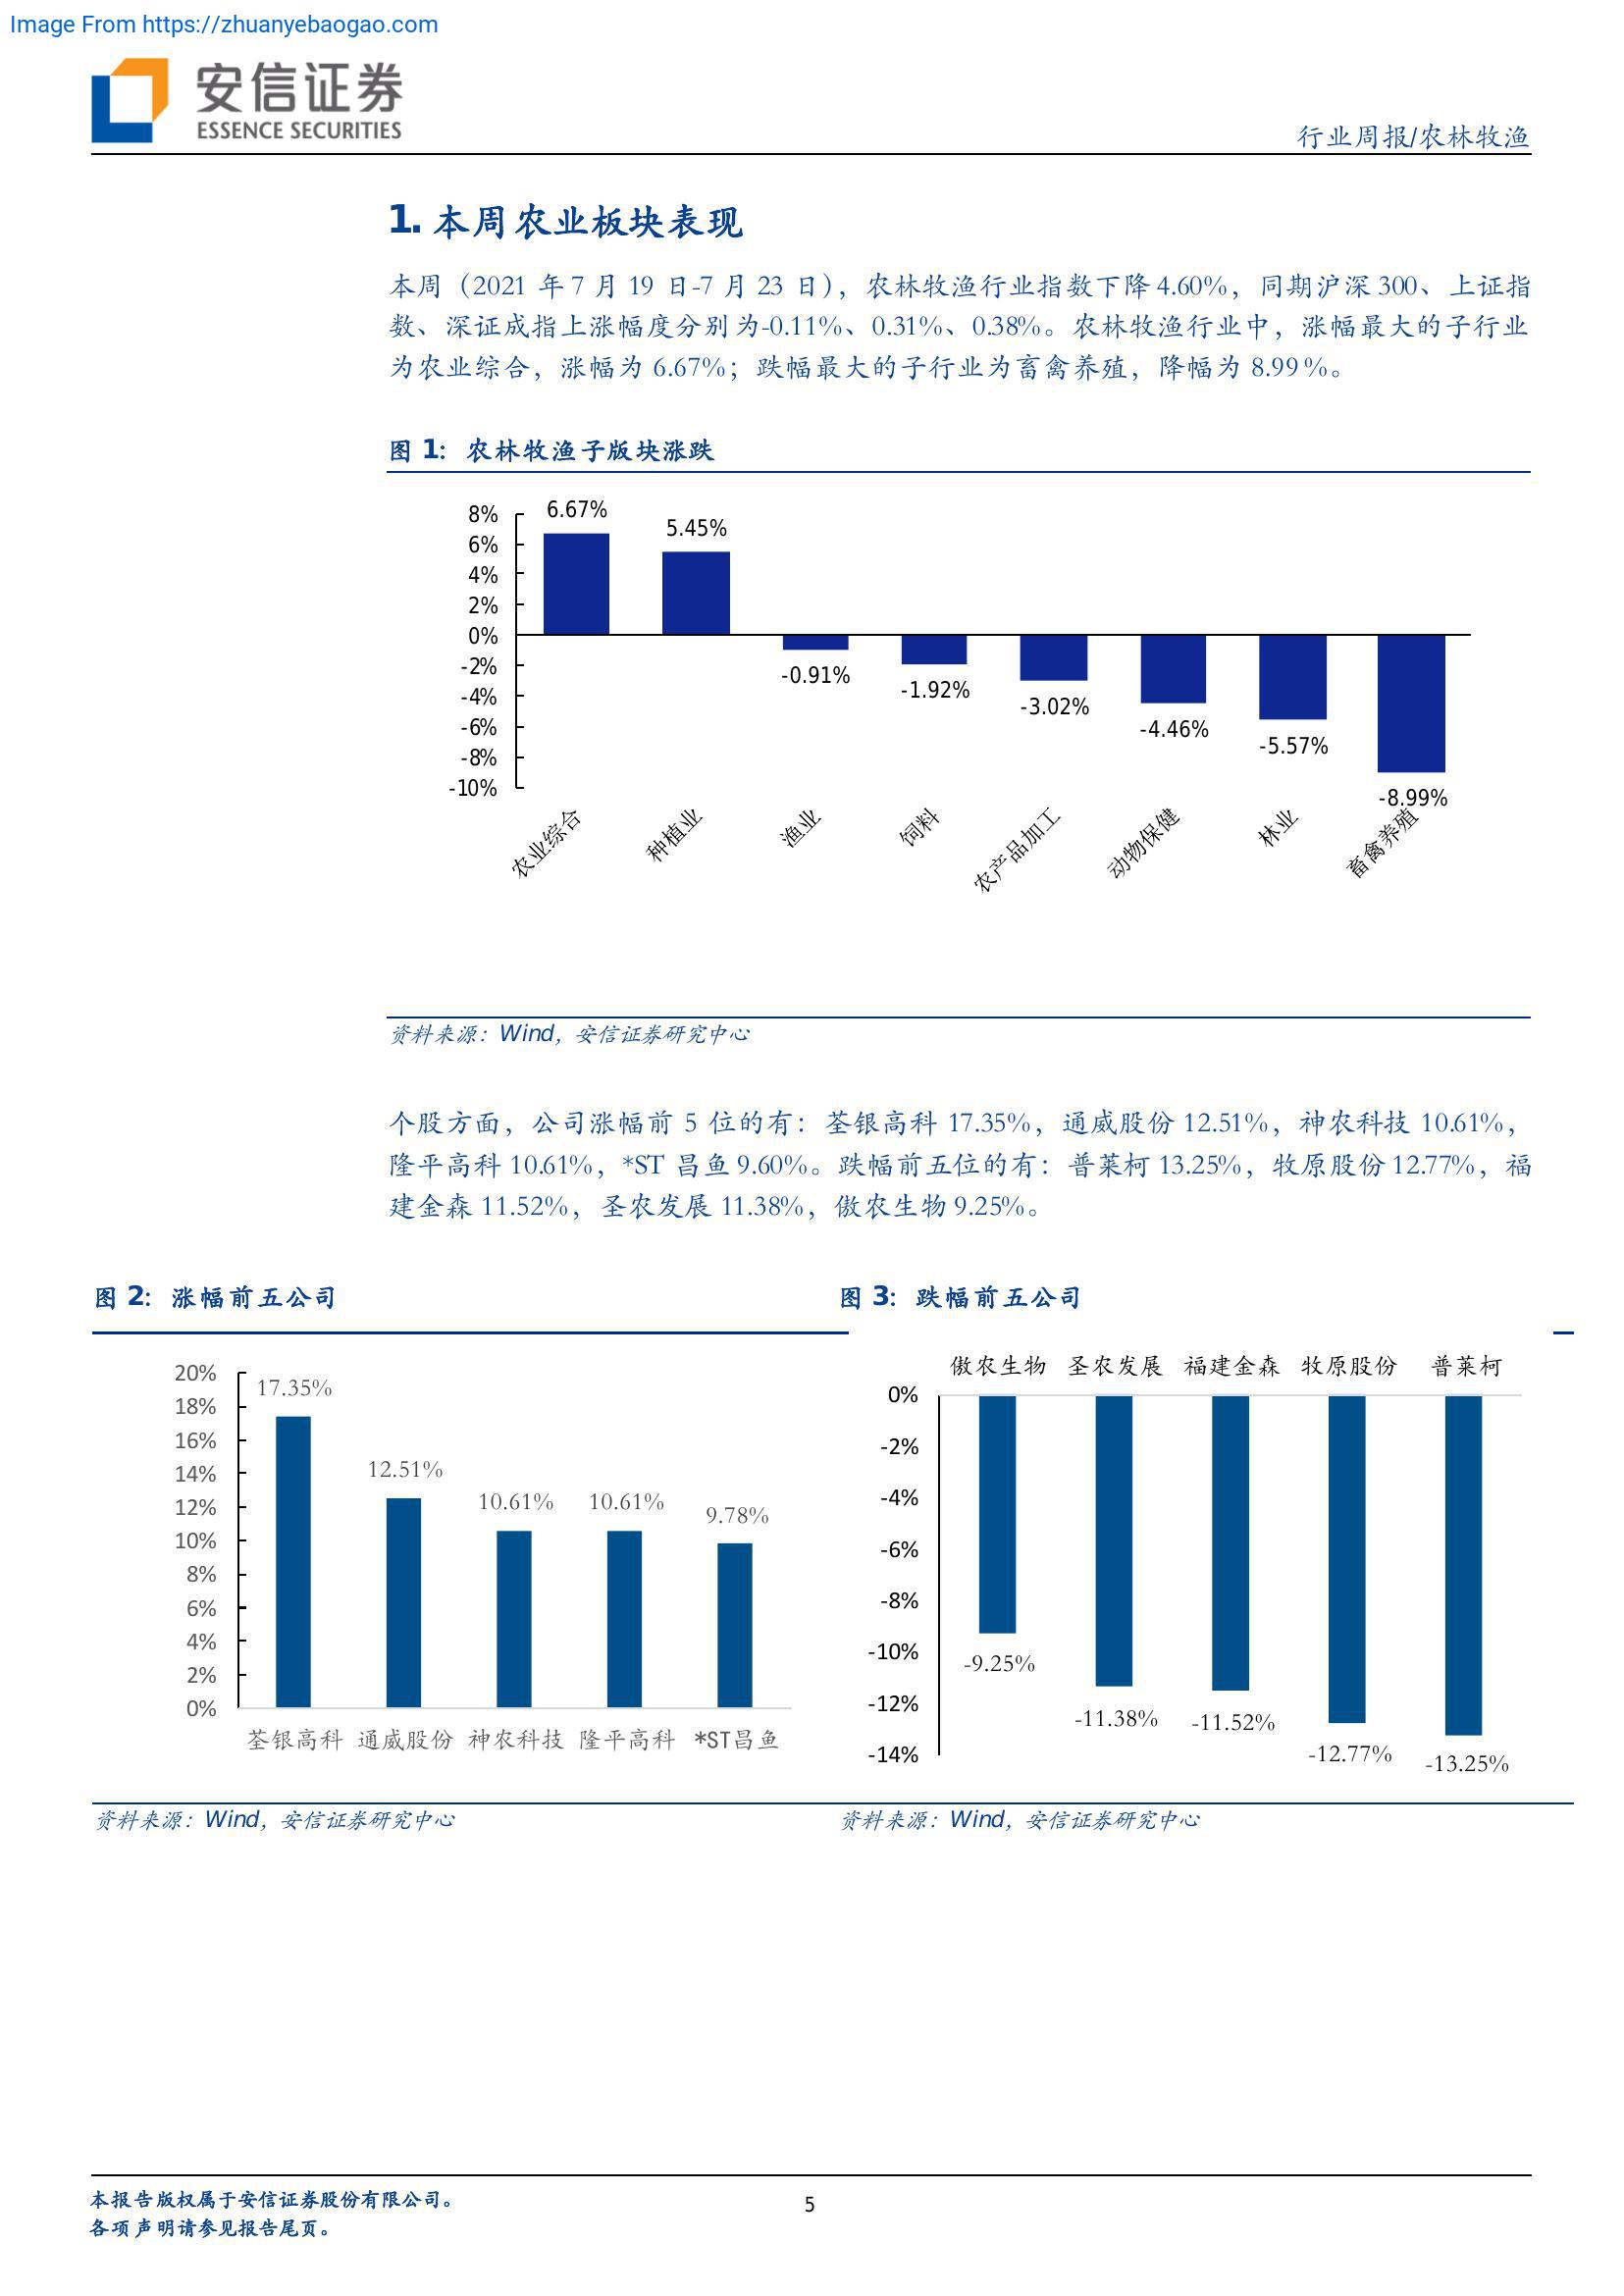 Image From https://zhuanyebaogao.com
安信证券
ESSENCE SECURITIES
行业周报/农林牧渔
1. 本周农业板块表现
本周（2021 年 7 月 19 日-7 月 23 日），农林牧渔行业指数下降 4.60%，同期沪深 300、上证指
数、深证成指上涨幅度分别为-0.11%、0.31%、0.38%。农林牧渔行业中，涨幅最大的子行业
为农业综合，涨幅为 6.67%；跌幅最大的子行业为畜禽养殖，降幅为 8.99%。
图 1：农林牧渔子版块涨跌
8%
6%
4%
2%
0%
-2%
-4%
-6%
-8%
-10%
6.67%
5.45%
-0.91%
-1.92%
-3.02%
-4.46%
-5.57%
-8.99%
农业综合
种植业
渔业
饲料
农产品加工
动物保健
林业
畜禽养殖
资料来源：Wind，安信证券研究中心
个股方面，公司涨幅前 5 位的有：荃银高科 17.35%，通威股份 12.51%，神农科技 10.61%，
隆平高科 10.61%，*ST 昌鱼 9.60%。跌幅前五位的有：普莱柯 13.25%，牧原股份 12.77%，福
建金森 11.52%，圣农发展 11.38%，傲农生物 9.25%。
图 2：涨幅前五公司
20%
18%
16%
14%
12%
10%
8%
6%
4%
2%
0%
17.35%
12.51%
10.61%
10.61%
9.78%
荃银高科 通威股份 神农科技 隆平高科 *ST昌鱼
资料来源：Wind，安信证券研究中心
图 3：跌幅前五公司
傲农生物 圣农发展 福建金森 牧原股份 普莱柯
0%
-2%
-4%
-6%
-8%
-10%
-12%
-14%
-9.25%
-11.38%
-11.52%
-12.77%
-13.25%
资料来源：Wind，安信证券研究中心
本报告版权属于安信证券股份有限公司。
各项声明请参见报告尾页。
5